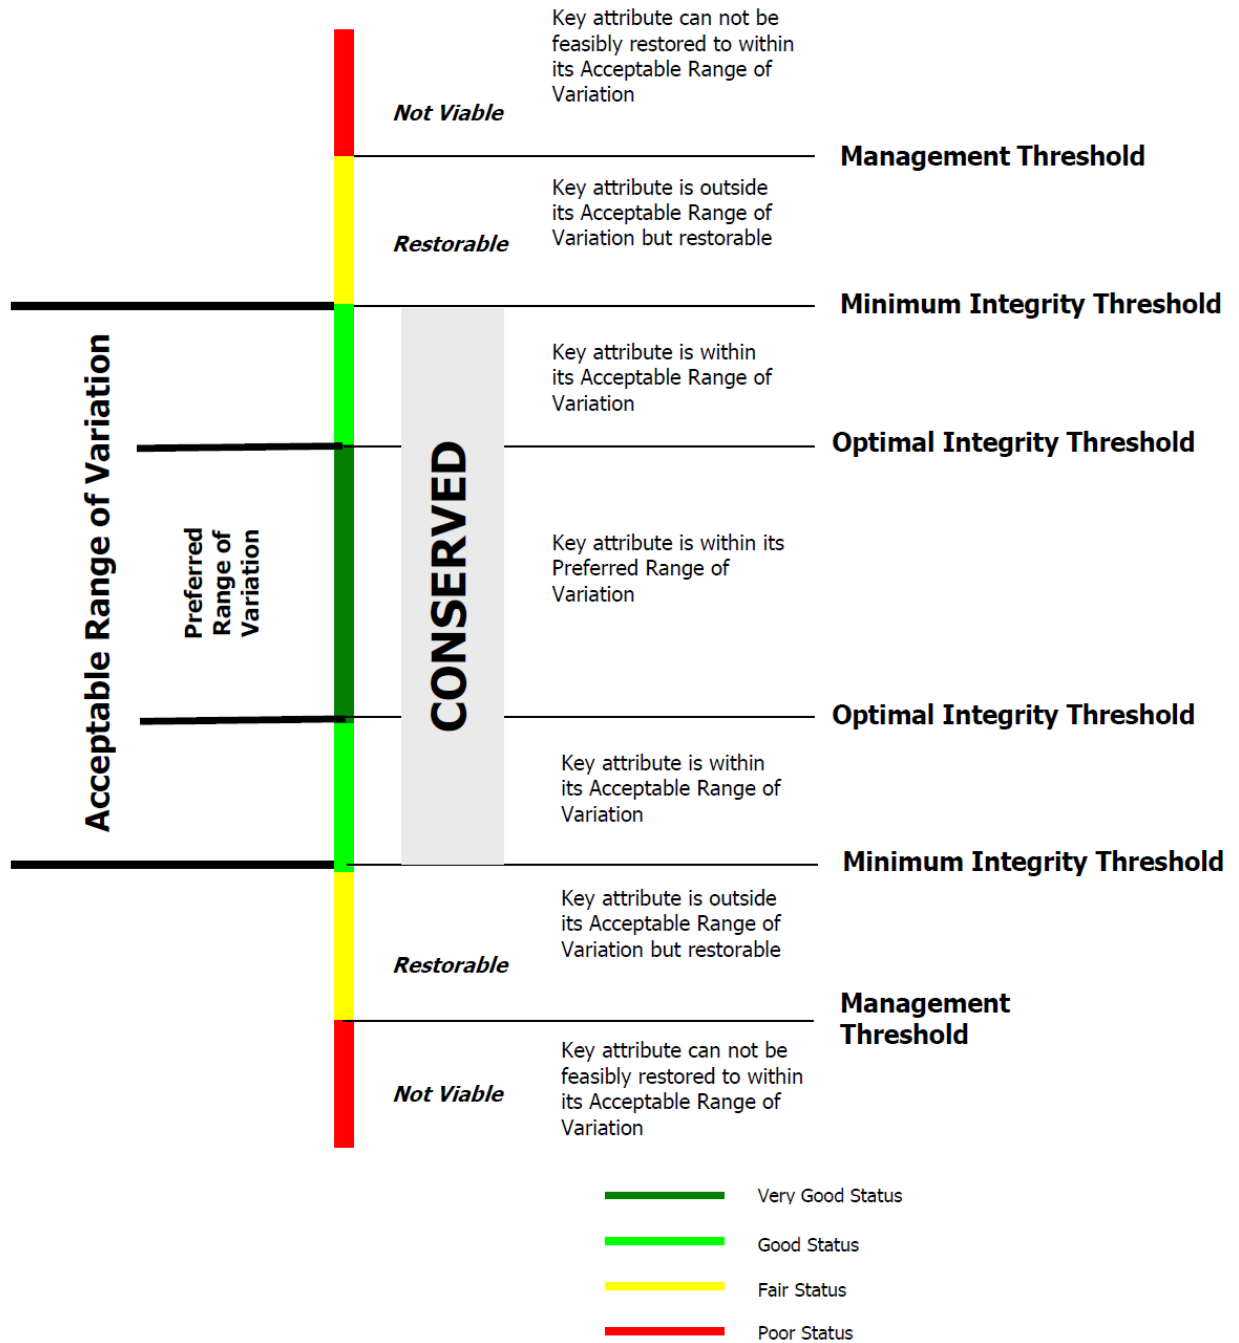 Key attribute can not be
feasibly restored to within
its Acceptable Range of
Variation
Not Viable
Management Threshold
Key attribute is outside
its Acceptable Range of
Variation but restorable
Restorable
Minimum Integrity Threshold
Key attribute is within
its Acceptable Range of
Variation
Optimal Integrity Threshold
Acceptable Range of Variation
Preferred
Range of
Variation
CONSERVED
Key attribute is within its
Preferred Range of
Variation
Optimal Integrity Threshold
Key attribute is within
its Acceptable Range of
Variation
Minimum Integrity Threshold
Key attribute is outside
its Acceptable Range of
Variation but restorable
Restorable
Management
Threshold
Key attribute can not be
feasibly restored to within
its Acceptable Range of
Variation
Not Viable
Very Good Status
Good Status
Fair Status
Poor Status